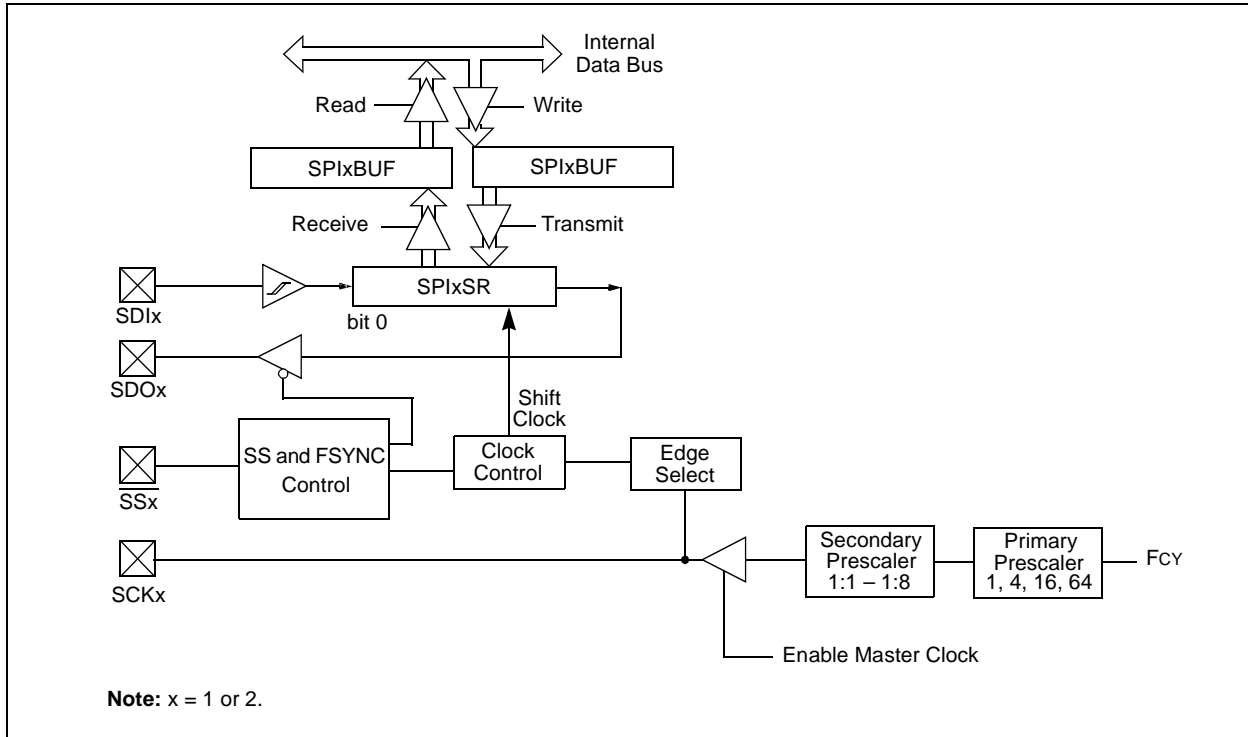 Internal
Data Bus
Read
Write
SPIxBUF
SPIxBUF
Receive
Transmit
SPIxSR
SDIx
bit 0
SDOx
Shift
Clock
SS and FSYNC
Control
Clock
Control
Edge
Select
SSx
Secondary
Prescaler
1:1 – 1:8
Primary
Prescaler
1, 4, 16, 64
FCY
SCKx
Enable Master Clock
Note: x = 1 or 2.